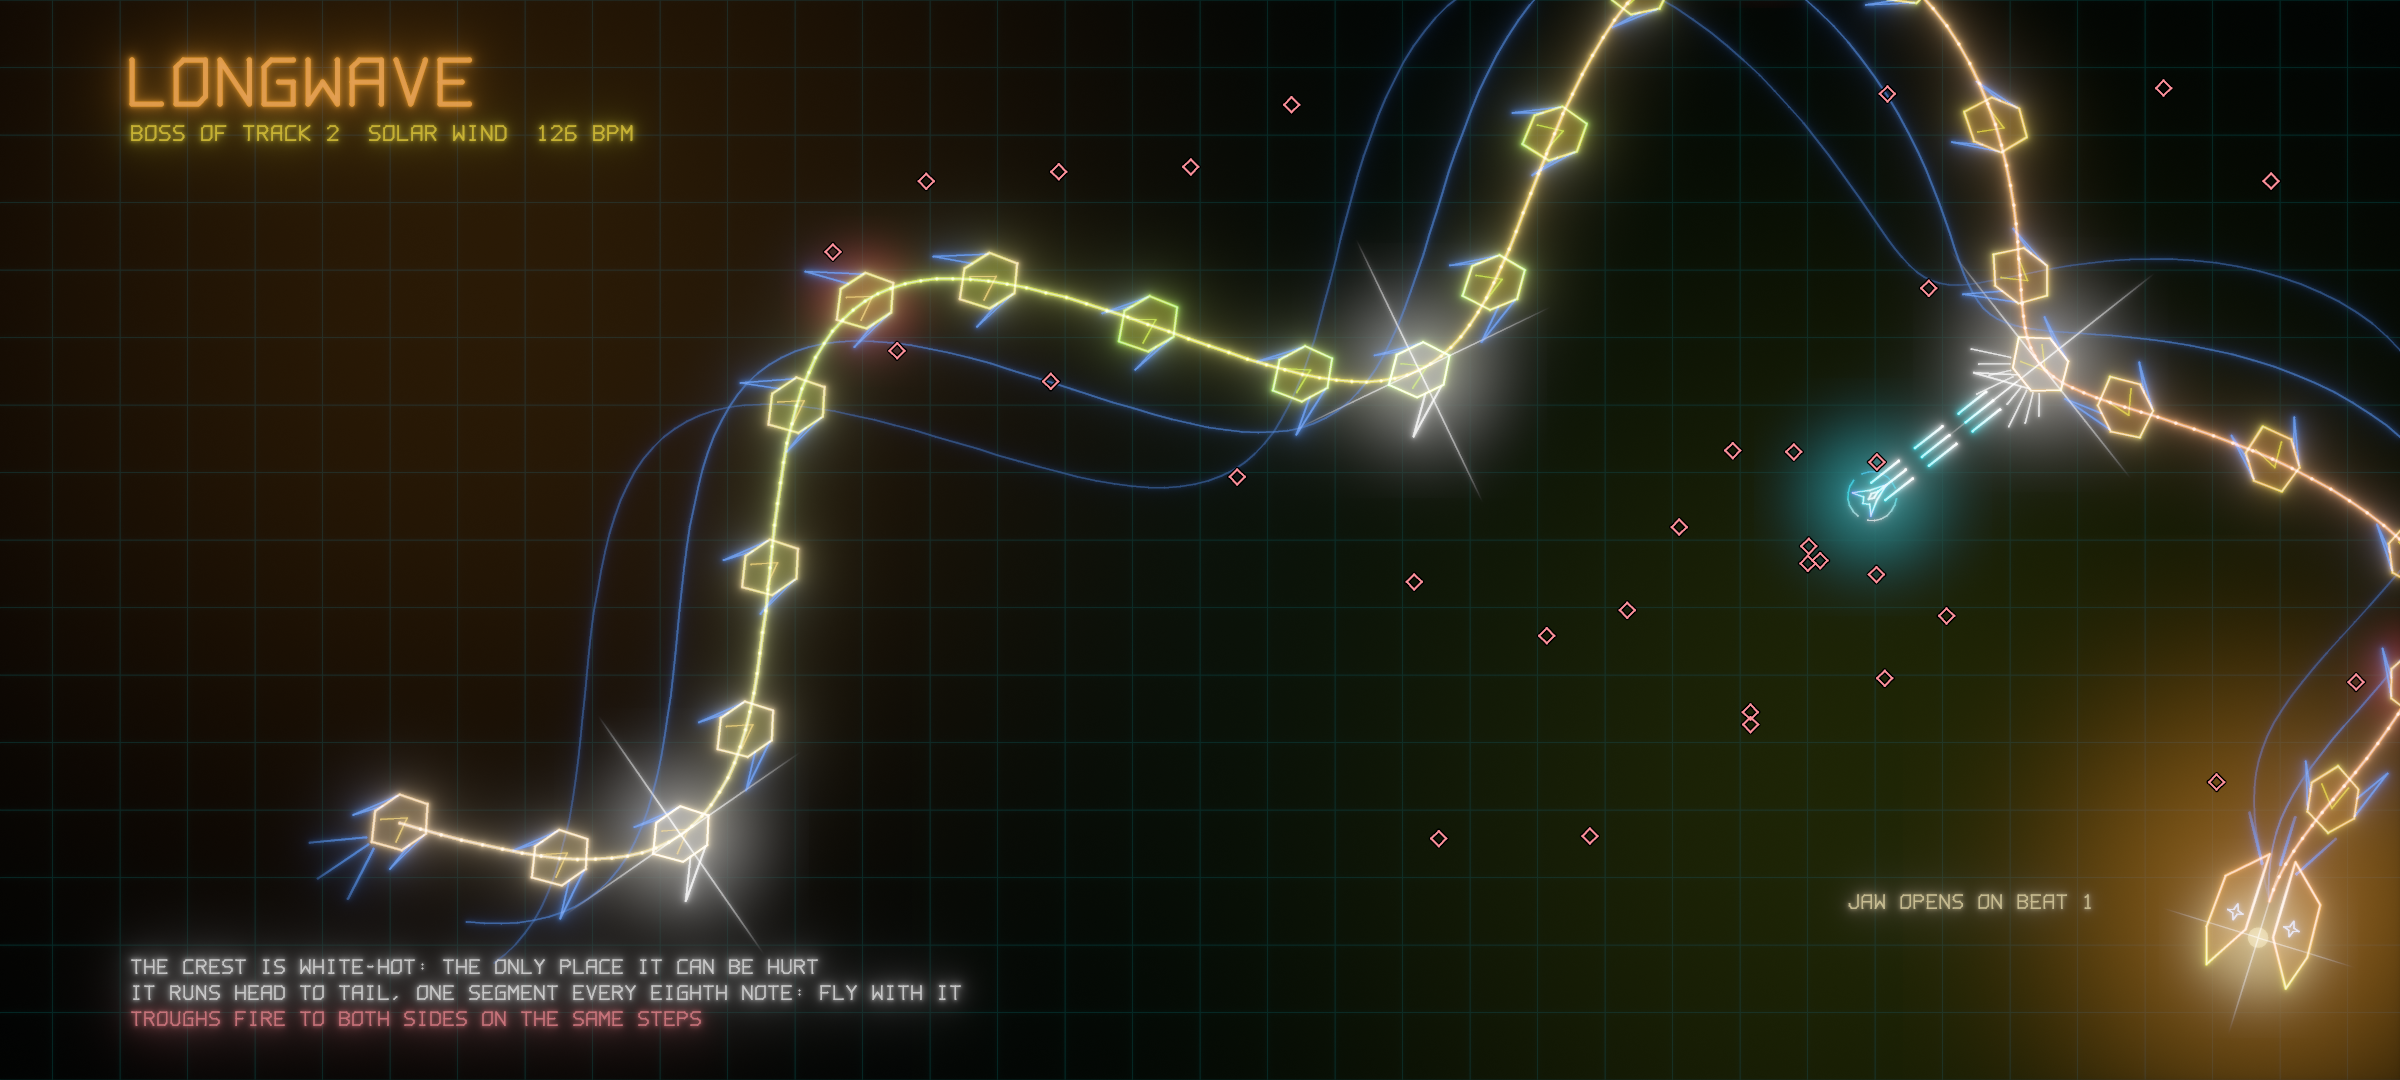 LONGWAVE
BOSS OF TRACK 2  SOLAR WIND  126 BPM
JAW OPENS ON BEAT 1
THE CREST IS WHITE-HOT: THE ONLY PLACE IT CAN BE HURT
IT RUNS HEAD TO TAIL, ONE SEGMENT EVERY EIGHTH NOTE: FLY WITH IT
TROUGHS FIRE TO BOTH SIDES ON THE SAME STEPS